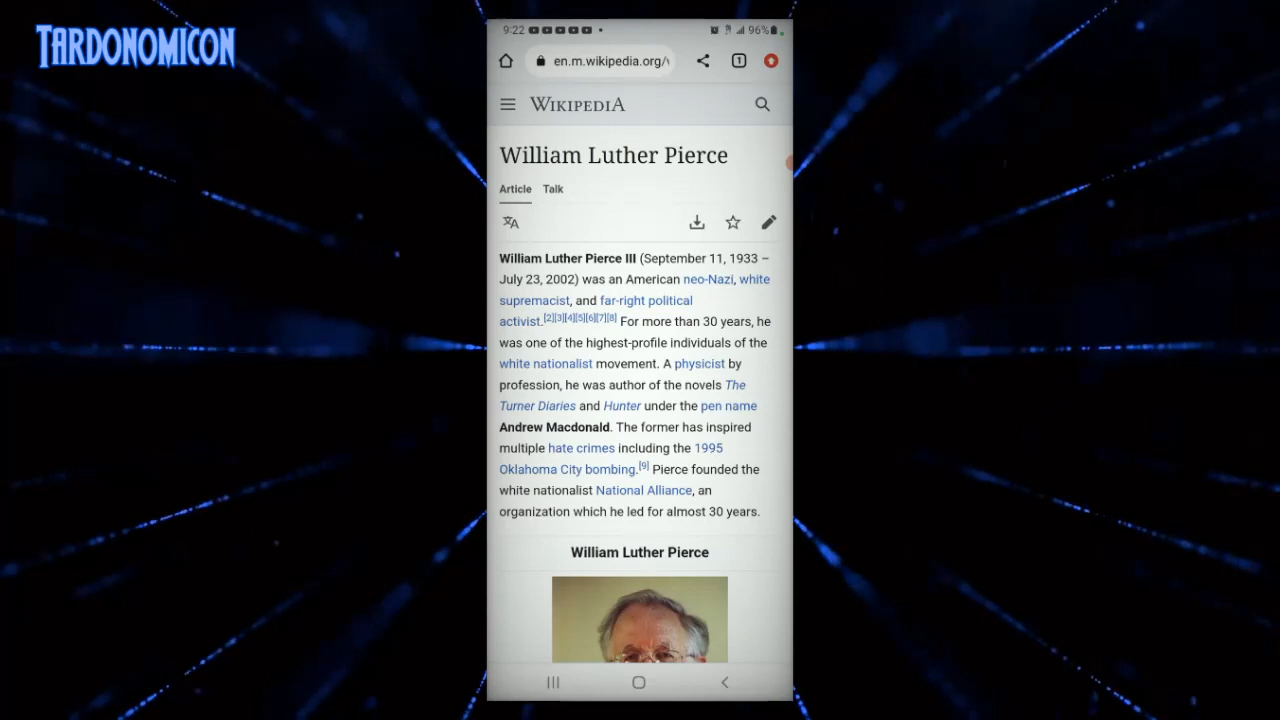 TARDONOMICON
9:22
96%
en.m.wikipedia.org/
1
WIKIPEDIA
William Luther Pierce
Article Talk
William Luther Pierce III (September 11, 1933 –
July 23, 2002) was an American neo-Nazi, white
supremacist, and far-right political
activist.[2][3][4][5][6][7][8] For more than 30 years, he
was one of the highest-profile individuals of the
white nationalist movement. A physicist by
profession, he was author of the novels The
Turner Diaries and Hunter under the pen name
Andrew Macdonald. The former has inspired
multiple hate crimes including the 1995
Oklahoma City bombing.[9] Pierce founded the
white nationalist National Alliance, an
organization which he led for almost 30 years.
William Luther Pierce